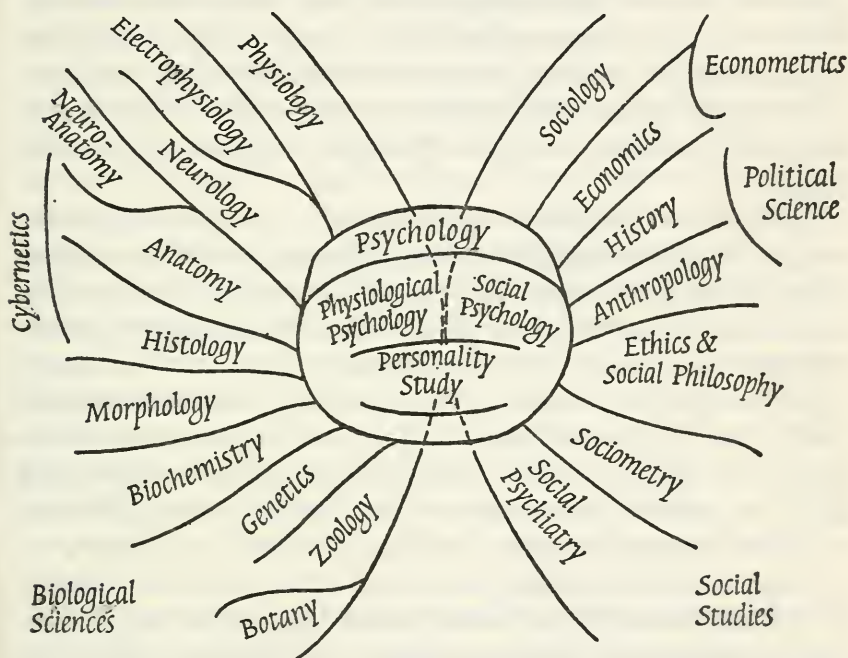 Physiology
Electrophysiology
Neurology
Neuro-
Anatomy
Cybernetics
Anatomy
Histology
Morphology
Biochemistry
Genetics
Zoology
Botany
Biological
Sciences
Psychology
Physiological
Psychology
Social
Psychology
Personality
Study
Sociology
Econometrics
Economics
History
Political
Science
Anthropology
Ethics &
Social Philosophy
Sociometry
Social
Psychiatry
Social
Studies